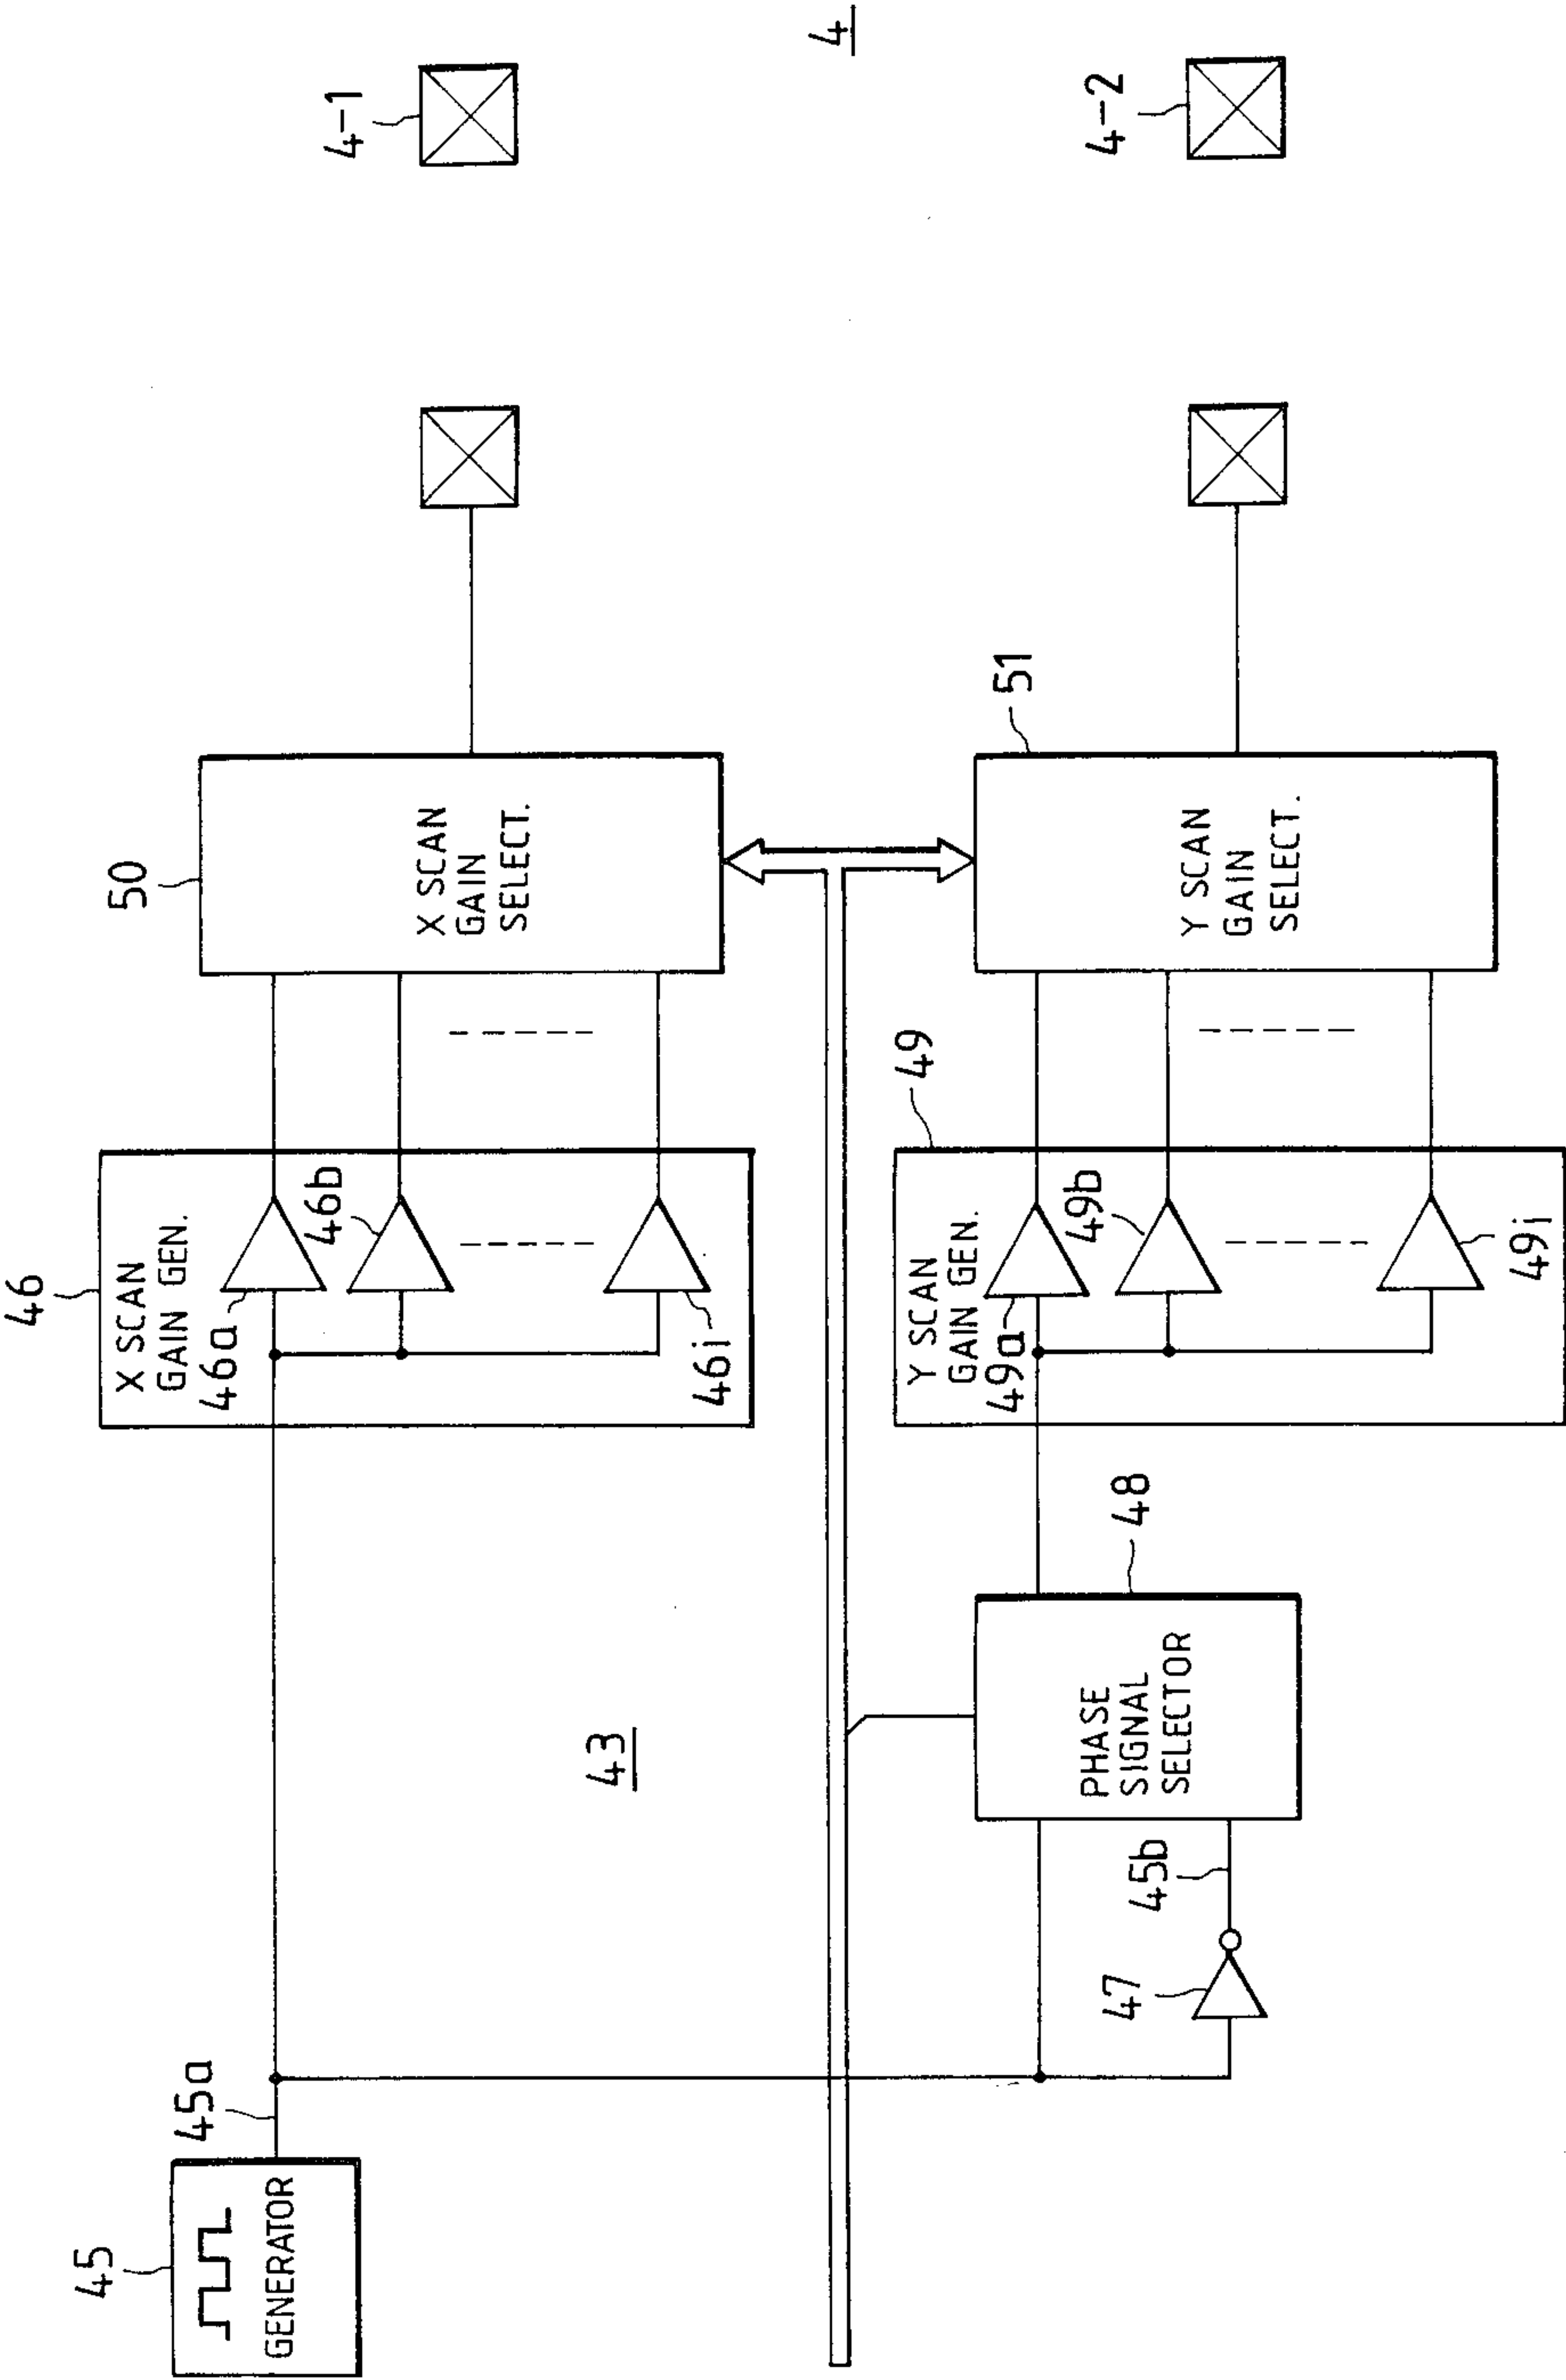 45
GENERATOR
45a
47
45b
PHASE
SIGNAL
SELECTOR
48
43
46
X SCAN
GAIN GEN.
46a
46b
46i
49
Y SCAN
GAIN GEN.
49a
49b
49i
50
X SCAN
GAIN
SELECT.
51
Y SCAN
GAIN
SELECT.
4-1
4-2
4